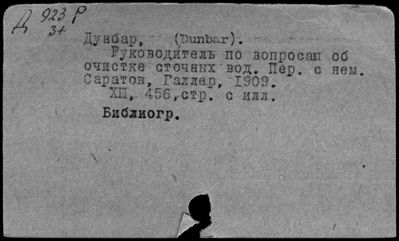 Д 923 Р
3+
Дунбар, (Dunbar).
Руководитель по вопросам об
очистке сточных вод. Пер. с нем.
Саратов, Галлер, 1909.
ХП, 456,стр. с илл.
Библиогр.